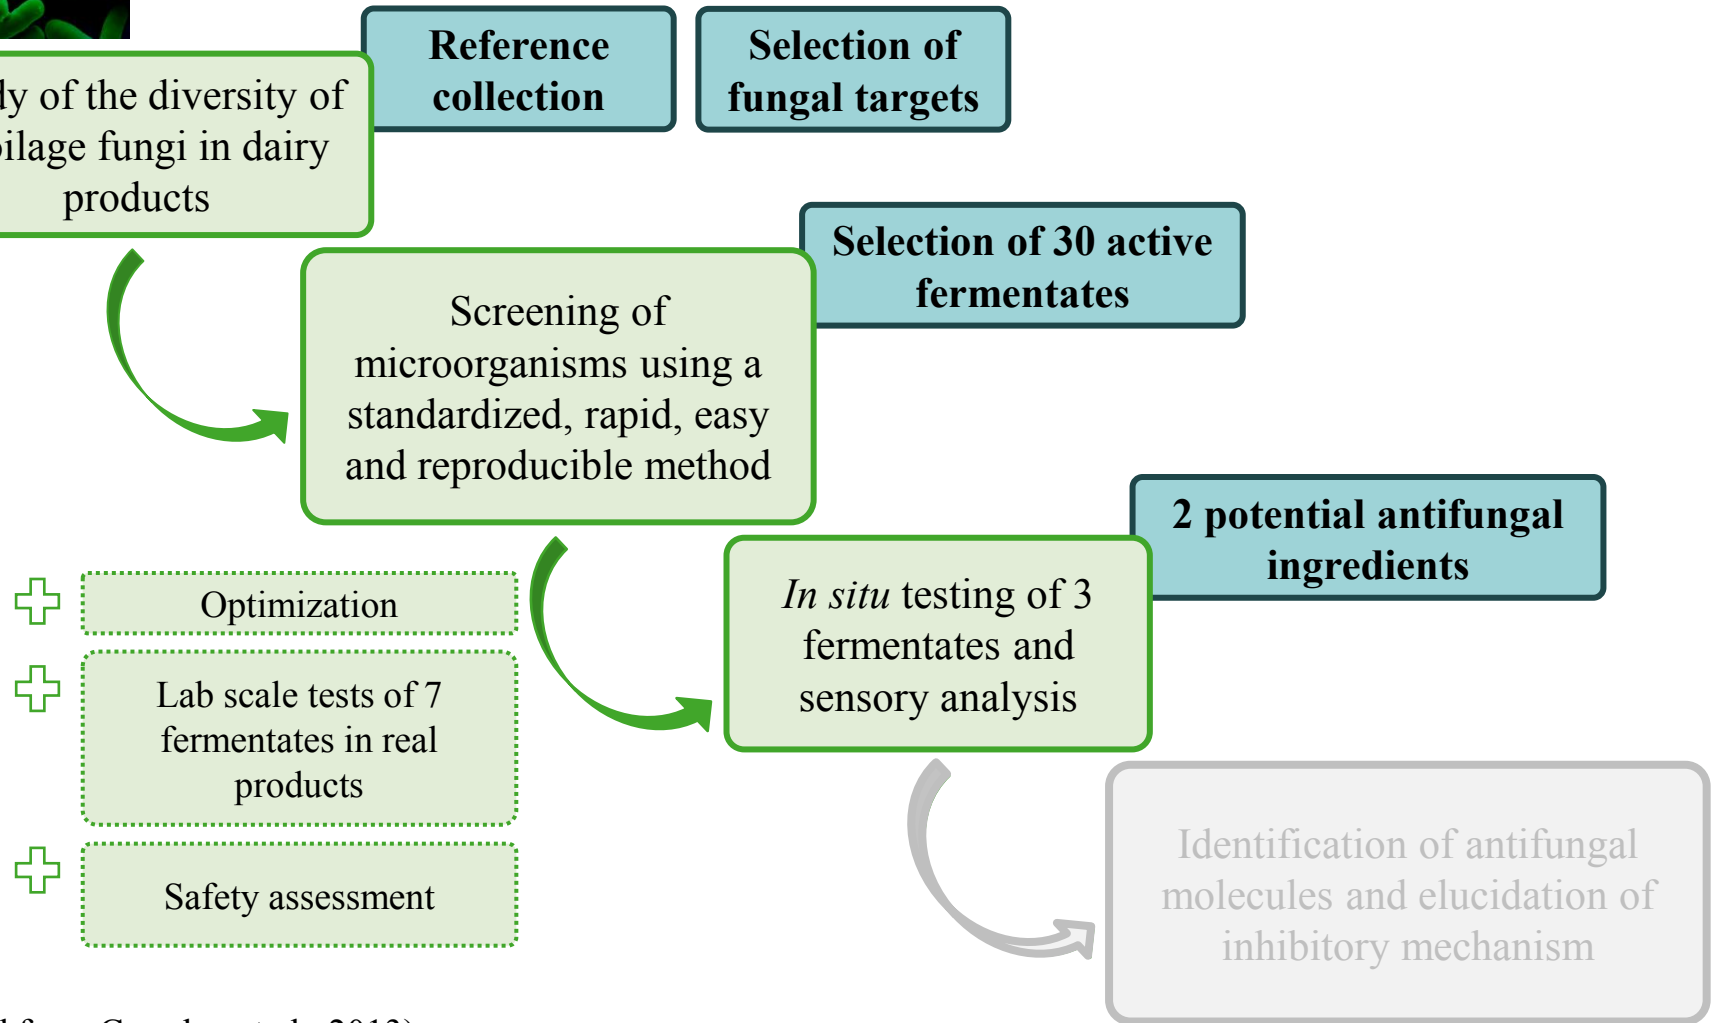 Reference
collection
Selection of
fungal targets
of the diversity of
fungi in dairy
products
Selection of 30 active
fermentates
Screening of
microorganisms using a
standardized, rapid, easy
and reproducible method
2 potential antifungal
ingredients
In situ testing of 3
fermentates and
sensory analysis
Optimization
Lab scale tests of 7
fermentates in real
products
Safety assessment
Identification of antifungal
molecules and elucidation of
inhibitory mechanism